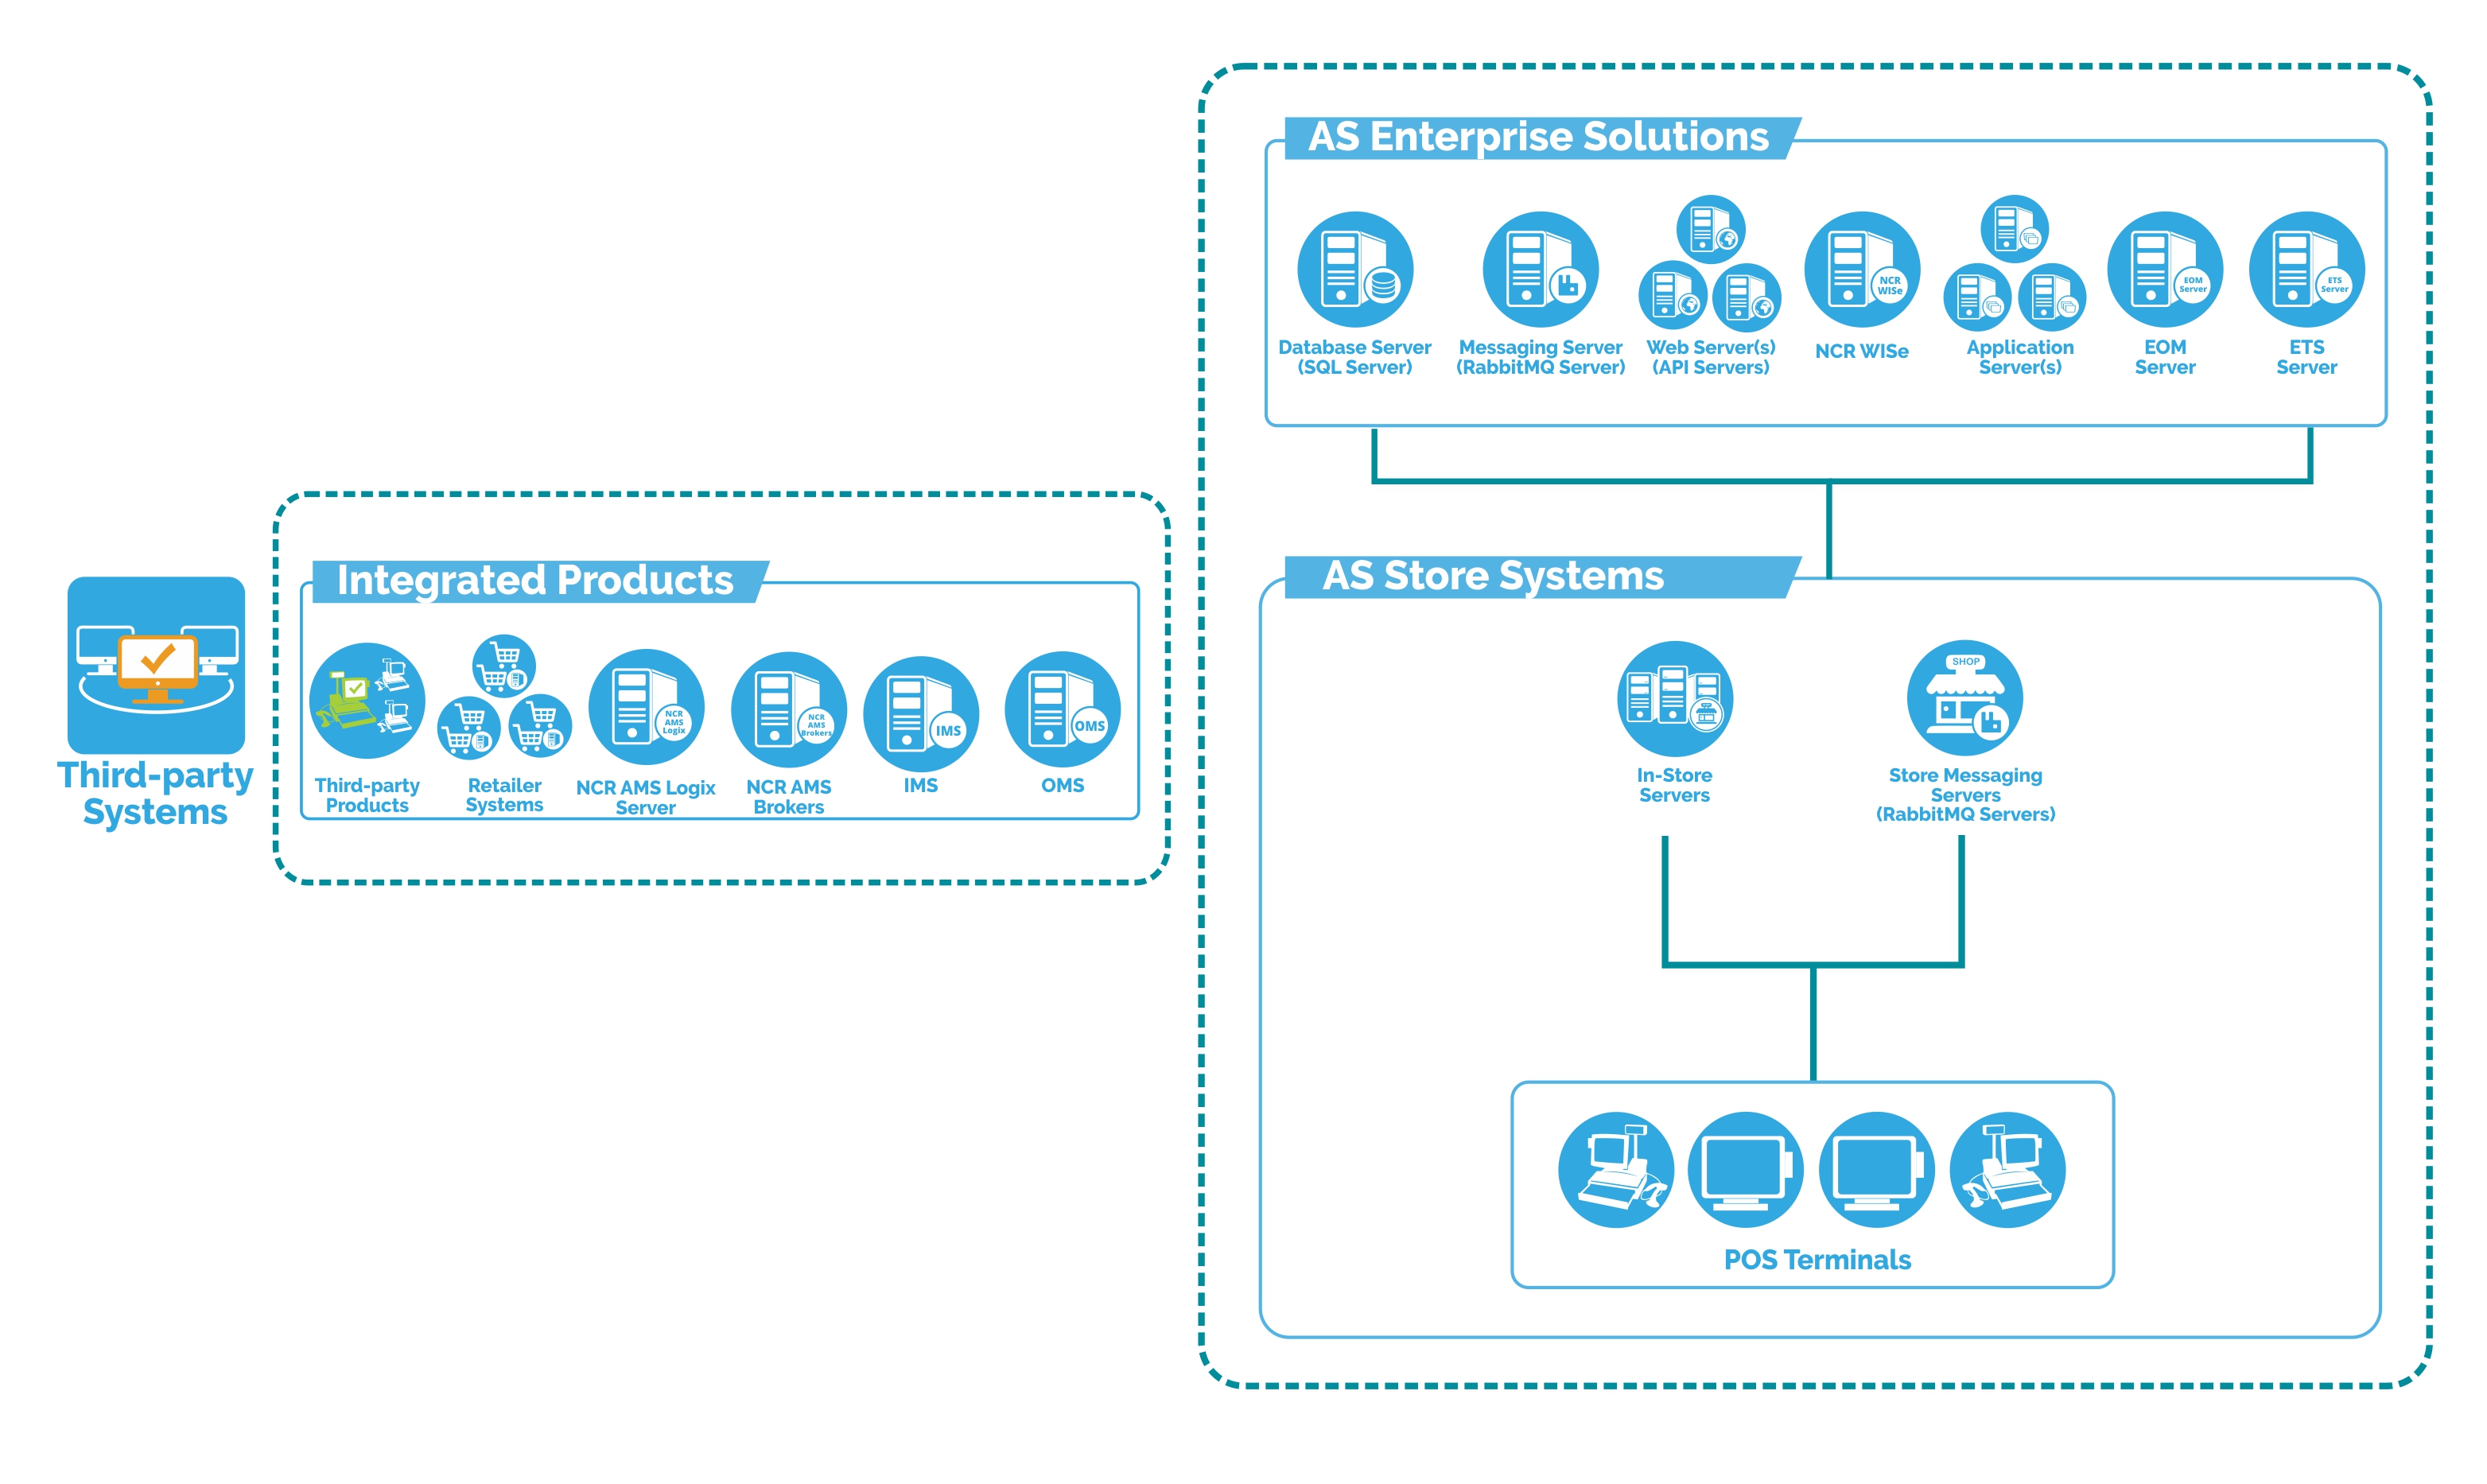 AS Enterprise Solutions
NCR
WISe
EOM
Server
ETS
Server
Database Server
(SQL Server)
Messaging Server
(RabbitMQ Server)
Web Server(s)
(API Servers)
NCR WISe
Application
Server(s)
EOM
Server
ETS
Server
Third-party
Systems
Integrated Products
NCR
AMS
Logix
NCR
AMS
Brokers
IMS
OMS
Third-party
Products
Retailer
Systems
NCR AMS Logix
Server
NCR AMS
Brokers
IMS
OMS
AS Store Systems
SHOP
In-Store
Servers
Store Messaging
Servers
(RabbitMQ Servers)
POS Terminals